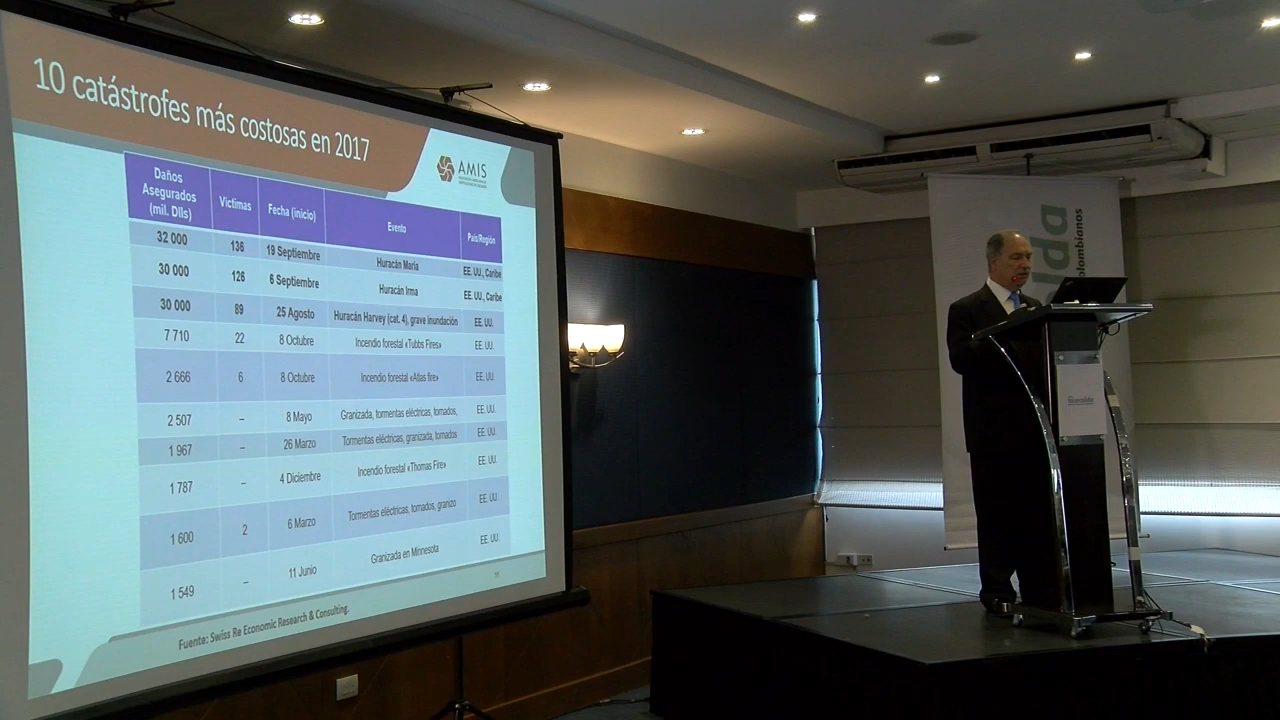 10 catástrofes más costosas en 2017
AMIS
Daños Asegurados (mil. Dlls) Víctimas Fecha (inicio) Evento País/Región
32 000 136 19 Septiembre Huracán Maria EE. UU., Caribe
30 000 126 6 Septiembre Huracán Irma EE. UU., Caribe
30 000 89 25 Agosto Huracán Harvey (cat. 4), grave inundación EE. UU.
7 710 22 8 Octubre Incendio forestal «Tubbs Fires» EE. UU.
2 666 6 8 Octubre Incendio forestal «Atlas fire» EE. UU.
2 507 – 8 Mayo Granizada, tormentas eléctricas, tornados, EE. UU.
1 967 – 26 Marzo Tormentas eléctricas, granizada, tornados EE. UU.
1 787 – 4 Diciembre Incendio forestal «Thomas Fire» EE. UU.
1 600 2 6 Marzo Tormentas eléctricas, tornados, granizo EE. UU.
1 549 – 11 Junio Granizada en Minnesota EE. UU.
Fuente: Swiss Re Economic Research & Consulting.
ida
olombianos